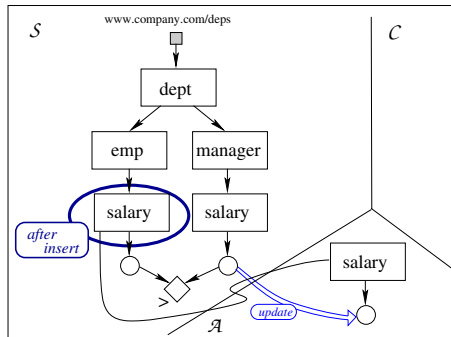 www.company.com/deps
S
C
dept
emp
manager
salary
salary
after
insert
salary
>
update
A